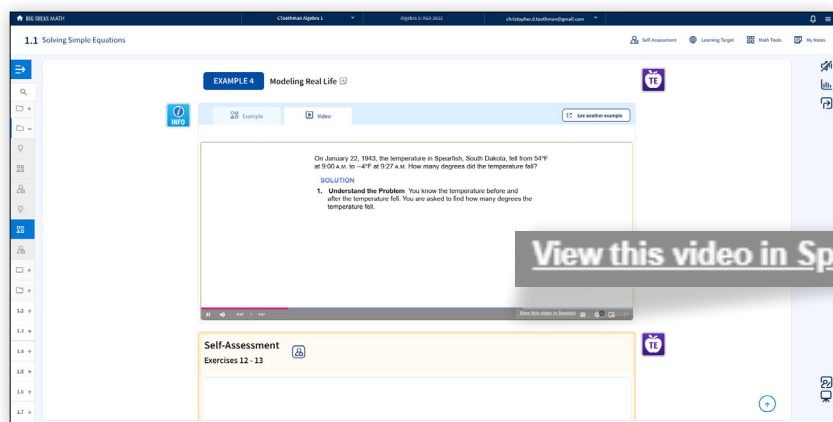 BIG IDEAS MATH
CToothman Algebra 1
Algebra 1: AGA 2022
christopher.d.toothman@gmail.com
1.1 Solving Simple Equations
Self-Assessment
Learning Target
Math Tools
My Notes
EXAMPLE 4 Modeling Real Life
TE
INFO
Example
Video
See another example
On January 22, 1943, the temperature in Spearfish, South Dakota, fell from 54°F
at 9:00 A.M. to −4°F at 9:27 A.M. How many degrees did the temperature fall?
SOLUTION
1. Understand the Problem You know the temperature before and
after the temperature fell. You are asked to find how many degrees the
temperature fell.
View this video in Sp
View this video in Spanish
Self-Assessment
Exercises 12 - 13
TE
1.2 +
1.3 +
1.4 +
1.5 +
1.6 +
1.7 +